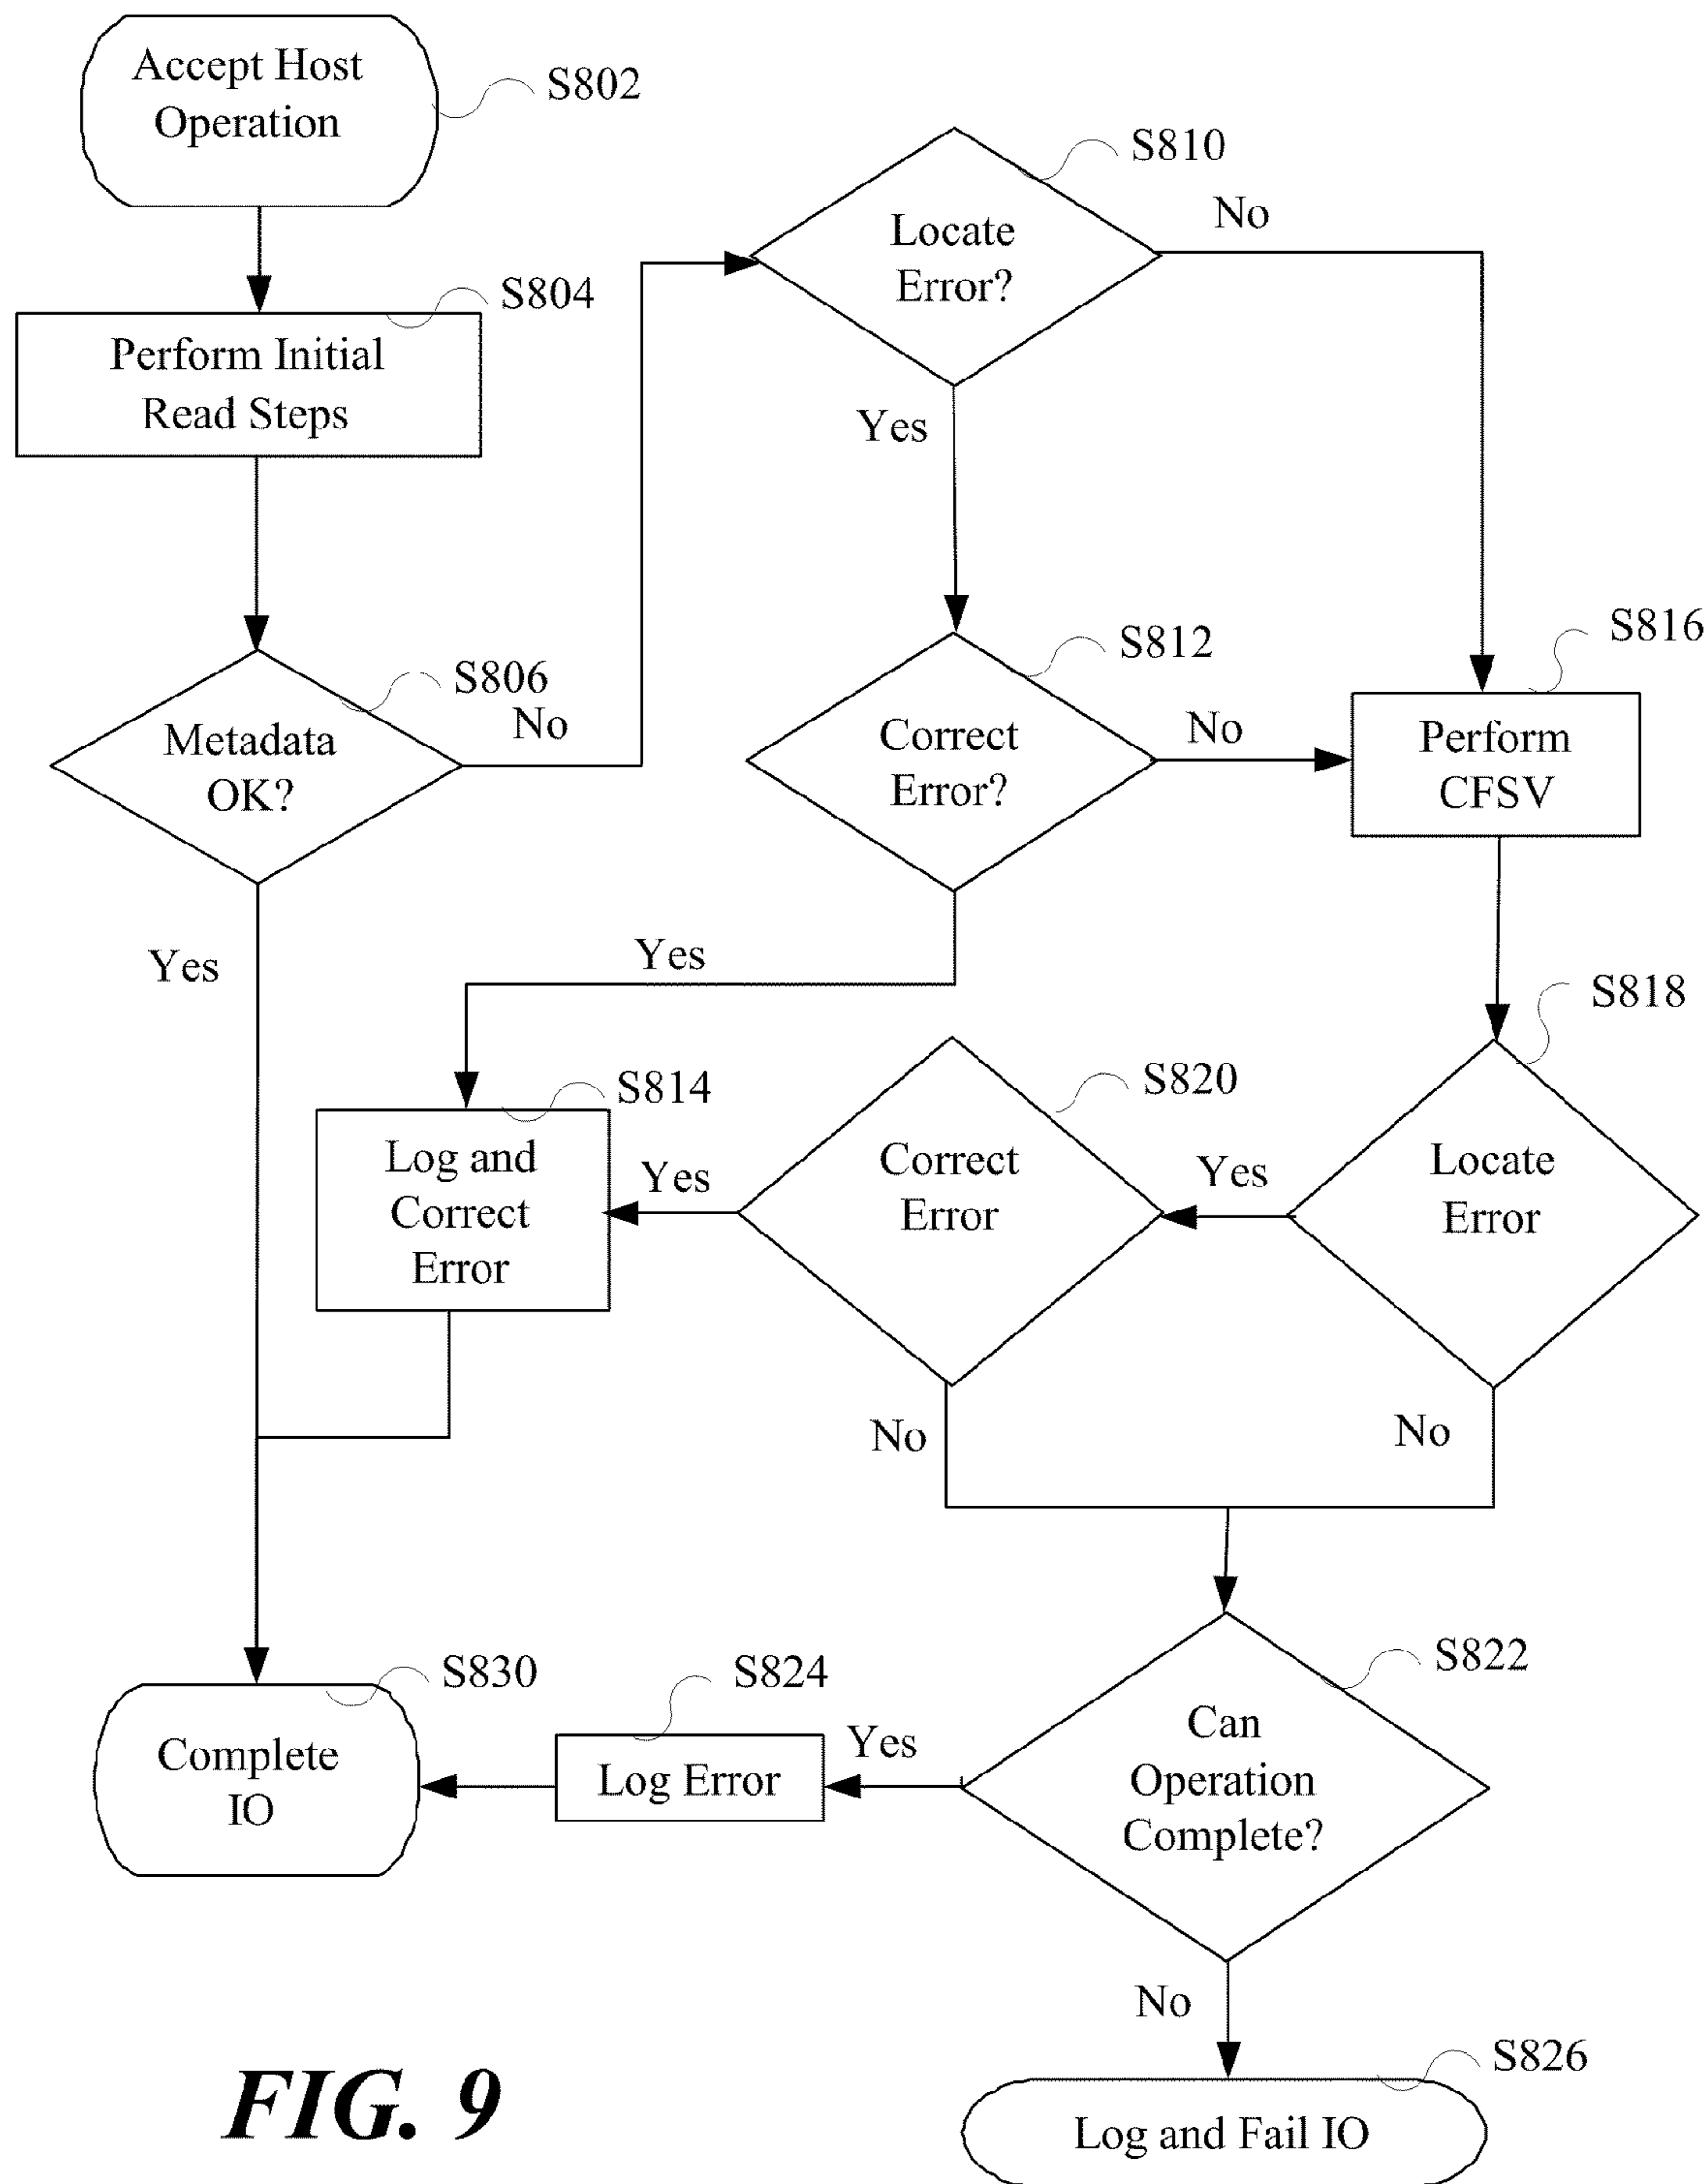 Accept Host
Operation
S802
S804
Perform Initial
Read Steps
S806
Metadata
OK?
No
Yes
S810
Locate
Error?
No
Yes
S812
Correct
Error?
No
Yes
S816
Perform
CFSV
S818
Locate
Error
Yes
No
S820
Correct
Error
Yes
No
S814
Log and
Correct
Error
S822
Can
Operation
Complete?
Yes
No
S824
Log Error
S830
Complete
IO
S826
Log and Fail IO
FIG. 9